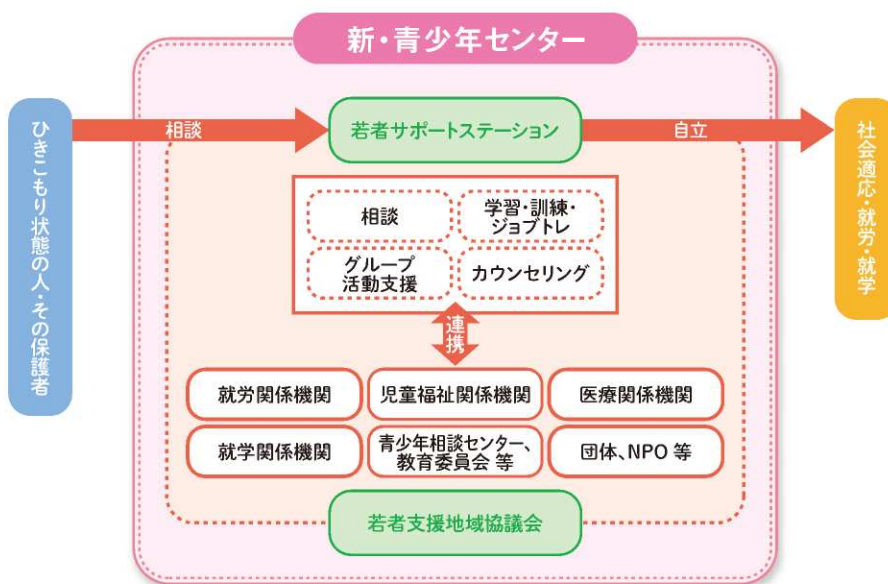 新・青少年センター
ひきこもり状態の人・その保護者
相談
若者サポートステーション
自立
社会適応・就労・就学
相談
学習・訓練・
ジョブトレ
グループ
活動支援
カウンセリング
連携
就労関係機関
児童福祉関係機関
医療関係機関
就学関係機関
青少年相談センター、
教育委員会 等
団体、NPO 等
若者支援地域協議会